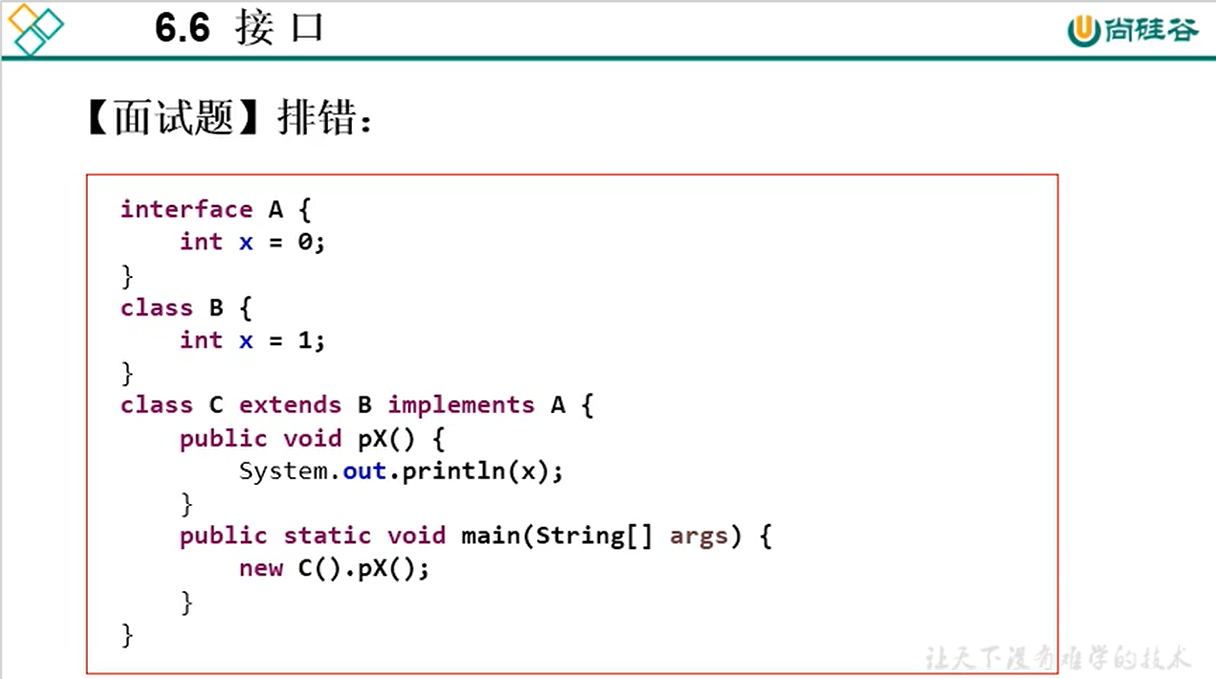 6.6 接 口
尚硅谷
【面试题】排错：
interface A {
    int x = 0;
}
class B {
    int x = 1;
}
class C extends B implements A {
    public void pX() {
        System.out.println(x);
    }
    public static void main(String[] args) {
        new C().pX();
    }
}
让天下没有难学的技术